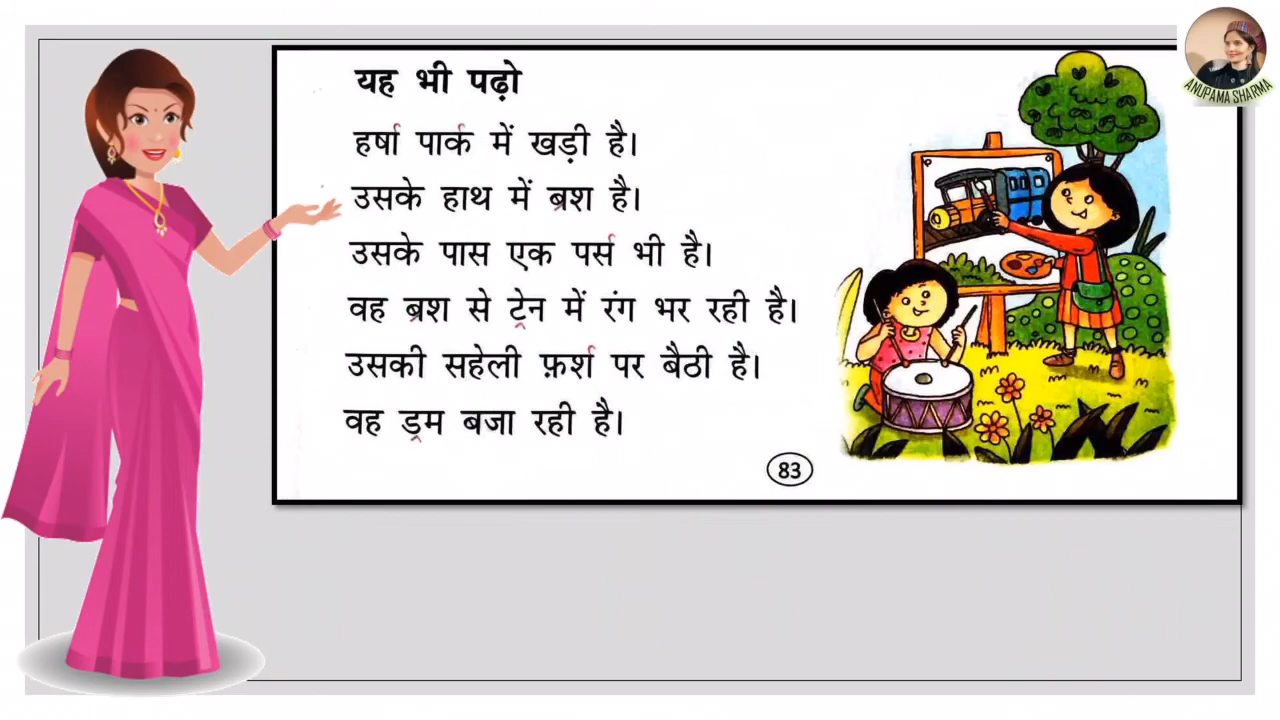 यह भी पढ़ो
हर्षा पार्क में खड़ी है।
उसके हाथ में ब्रश है।
उसके पास एक पर्स भी है।
वह ब्रश से ट्रेन में रंग भर रही है।
उसकी सहेली फ़र्श पर बैठी है।
वह ड्रम बजा रही है।
83
ANUPAMA SHARMA